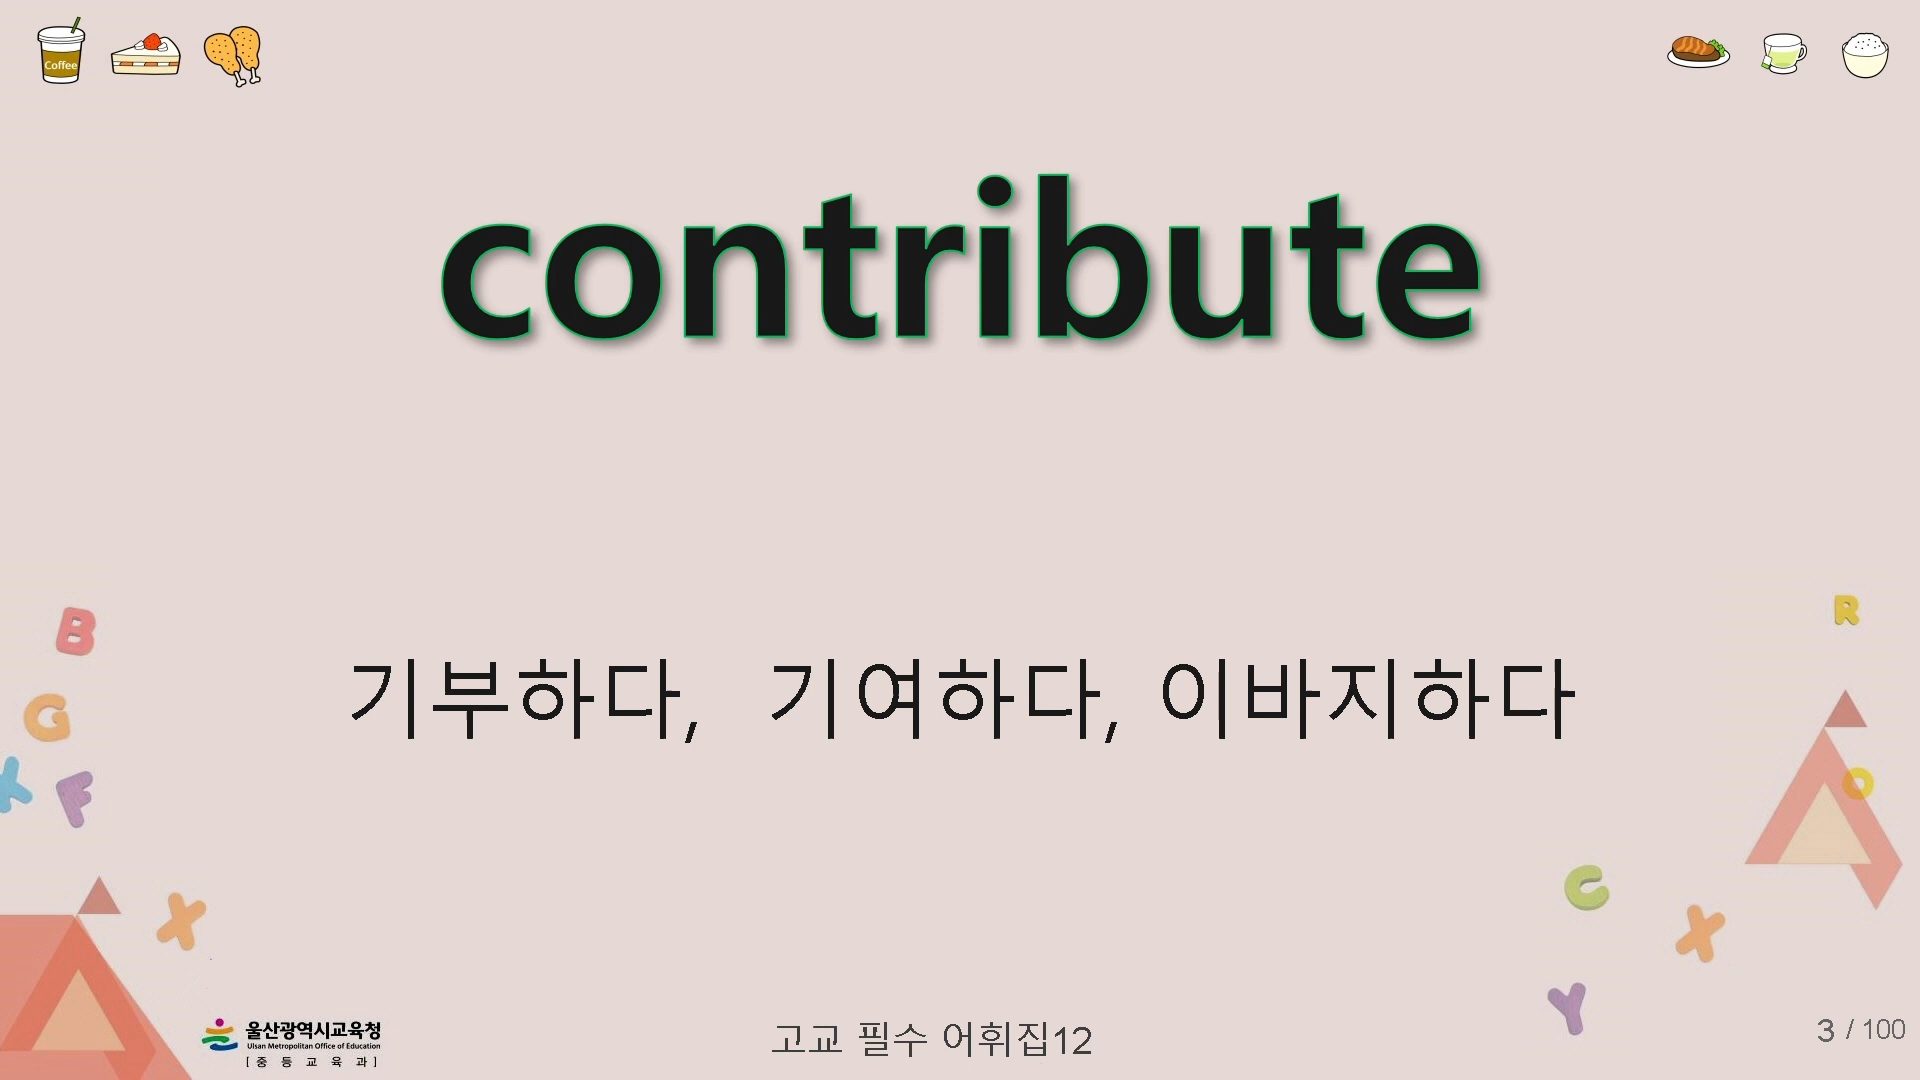 Coffee
contribute
기부하다,  기여하다, 이바지하다
B
R
G
K
F
O
X
C
X
Y
울산광역시교육청
Ulsan Metropolitan Office of Education
[ 중 등 교 육 과 ]
고교 필수 어휘집12
3 / 100